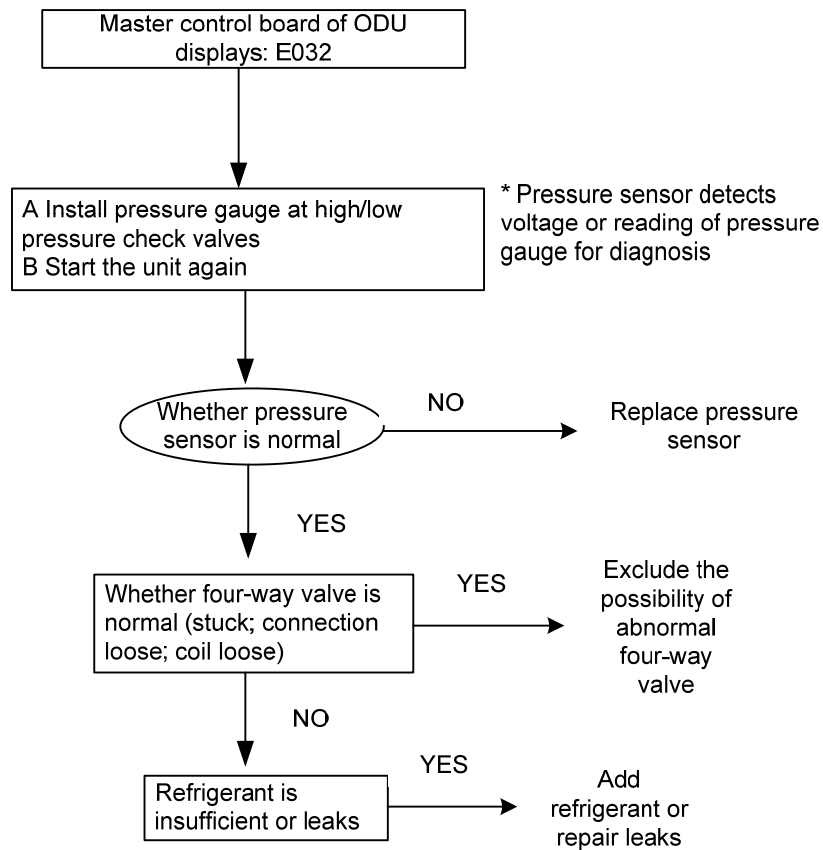 Master control board of ODU
displays: E032
A Install pressure gauge at high/low
pressure check valves
B Start the unit again
* Pressure sensor detects
voltage or reading of pressure
gauge for diagnosis
Whether pressure
sensor is normal
NO
Replace pressure
sensor
YES
Whether four-way valve is
normal (stuck; connection
loose; coil loose)
YES
Exclude the
possibility of
abnormal
four-way
valve
NO
Refrigerant is
insufficient or leaks
YES
Add
refrigerant or
repair leaks